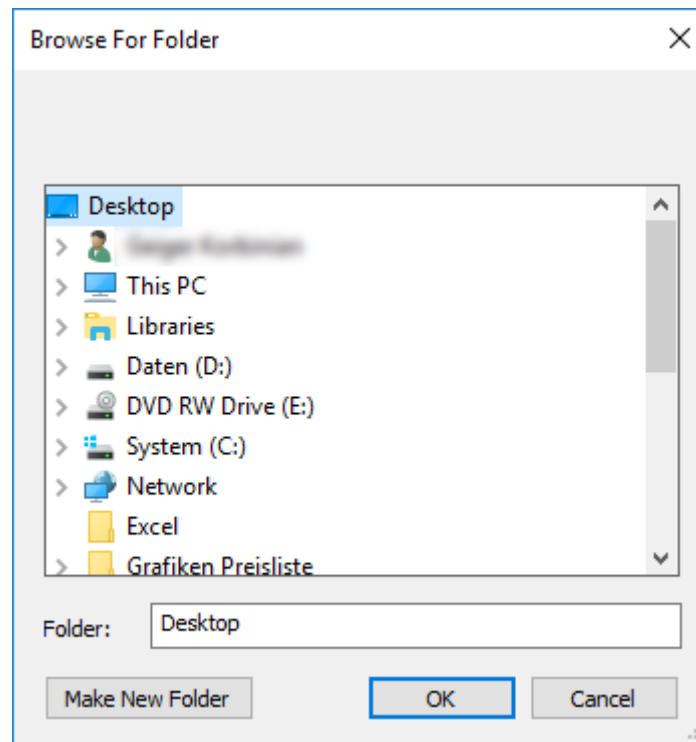 Browse For Folder
Desktop
This PC
Libraries
Daten (D:)
DVD RW Drive (E:)
System (C:)
Network
Excel
Grafiken Preisliste
Folder: Desktop
Make New Folder OK Cancel